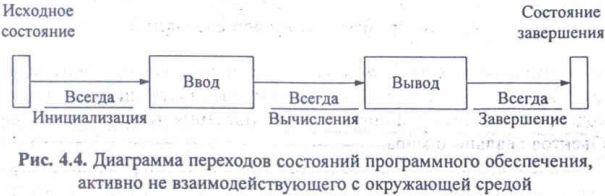 Исходное
состояние
Состояние
завершения
Ввод
Вывод
Всегда
Инициализация
Всегда
Вычисления
Всегда
Завершение
Рис. 4.4. Диаграмма переходов состояний программного обеспечения,
активно не взаимодействующего с окружающей средой